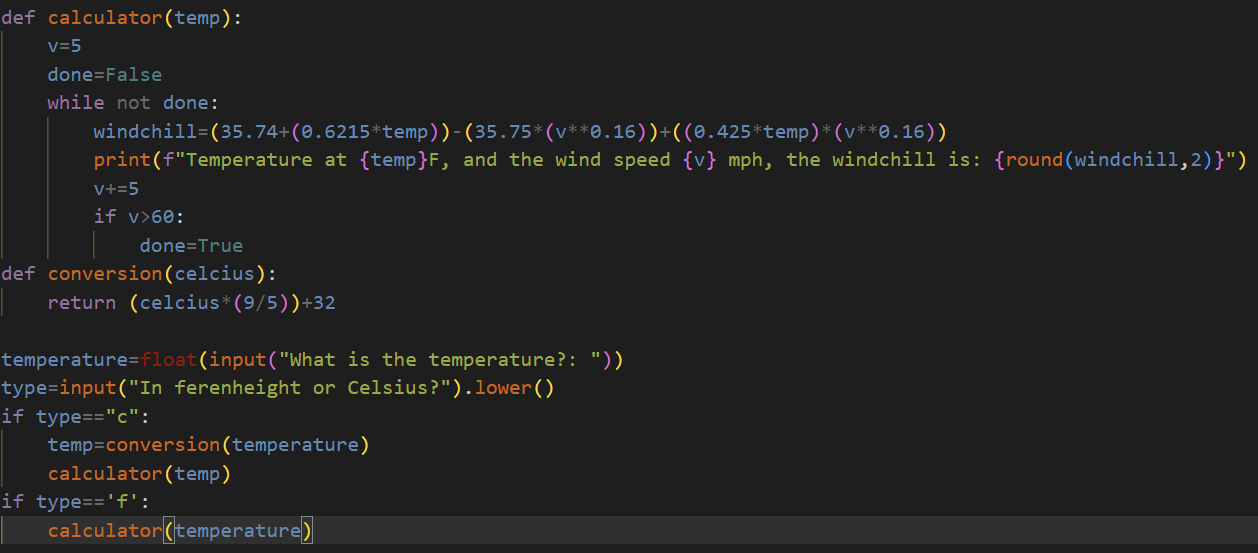 def calculator(temp):
    v=5
    done=False
    while not done:
        windchill=(35.74+(0.6215*temp))-(35.75*(v**0.16))+((0.425*temp)*(v**0.16))
        print(f"Temperature at {temp}F, and the wind speed {v} mph, the windchill is: {round(windchill,2)}")
        v+=5
        if v>60:
            done=True
def conversion(celcius):
    return (celcius*(9/5))+32

temperature=float(input("What is the temperature?: "))
type=input("In ferenheight or Celsius?").lower()
if type=="c":
    temp=conversion(temperature)
    calculator(temp)
if type=='f':
    calculator(temperature)